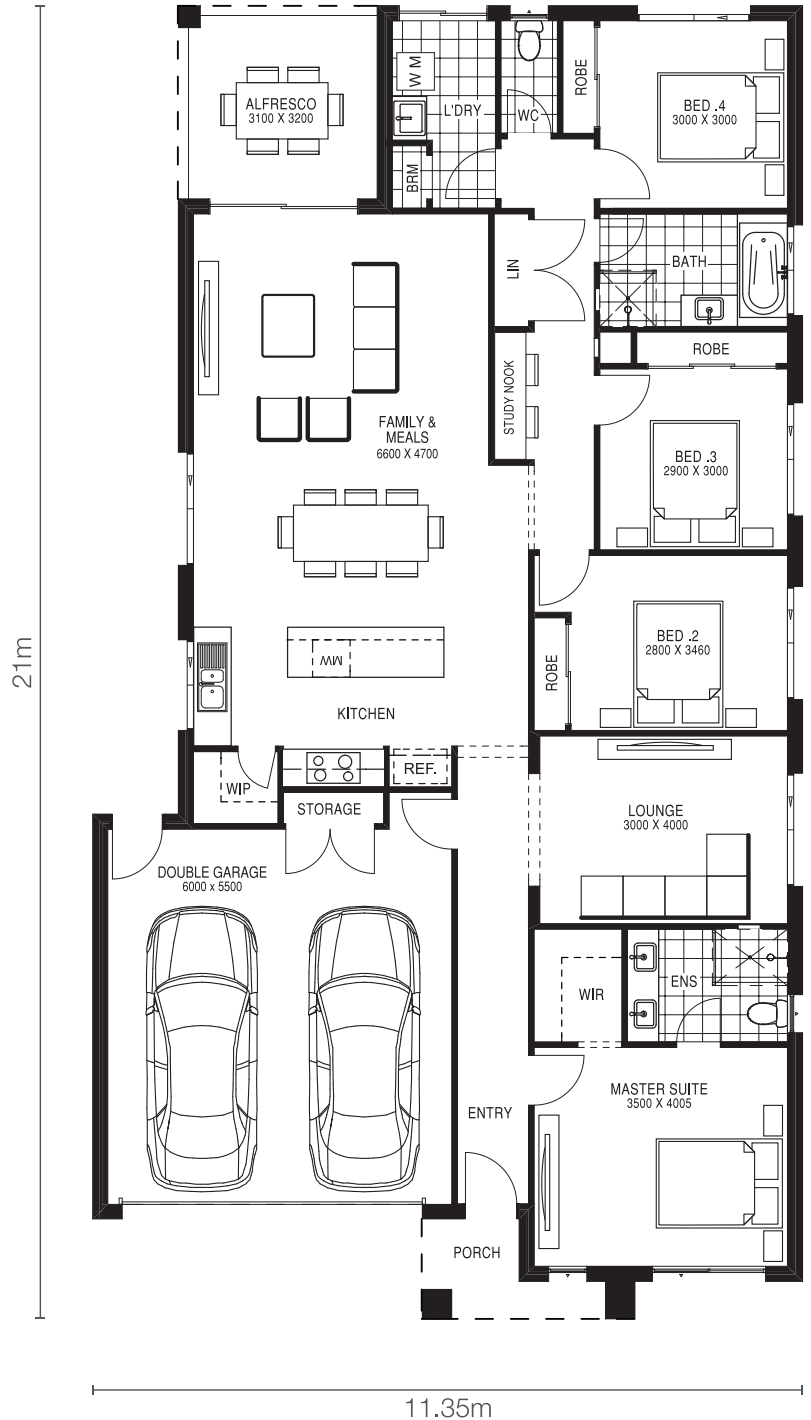 W M
ROBE
BED .4
3000 X 3000
ALFRESCO
3100 X 3200
L'DRY
WC
BRM
BATH
LIN
ROBE
STUDY NOOK
FAMILY &
MEALS
6600 X 4700
BED .3
2900 X 3000
BED .2
2800 X 3460
ROBE
MW
21m
KITCHEN
WIP
REF.
STORAGE
LOUNGE
3000 X 4000
DOUBLE GARAGE
6000 x 5500
WIR
ENS
MASTER SUITE
3500 X 4005
ENTRY
PORCH
11.35m